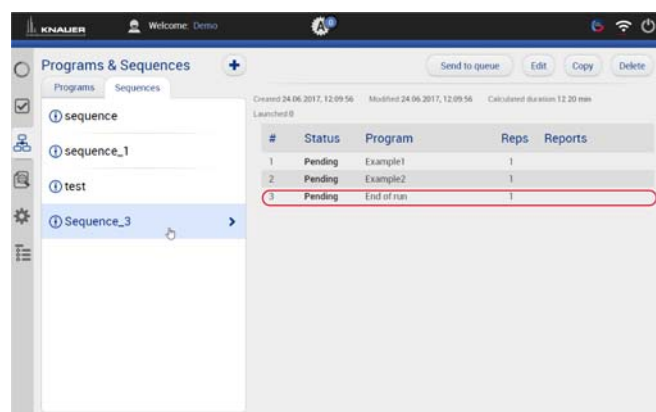 KNAUER Welcome: Demo A 0
Programs & Sequences +
Send to queue Edit Copy Delete
Programs Sequences
Created 24.06.2017, 12:09:56 Modified 24.06.2017, 12:09:56 Calculated duration 12.20 min
Launched 0
sequence
sequence_1
test
Sequence_3
# Status Program Reps Reports
1 Pending Example1 1
2 Pending Example2 1
3 Pending End of run 1